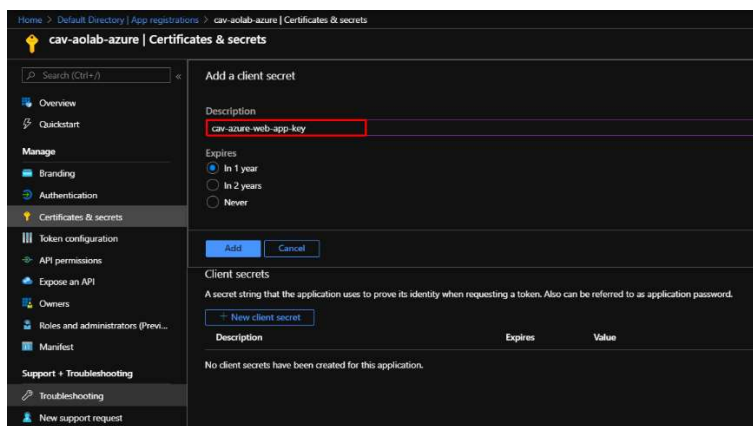 Home > Default Directory | App registrations > cav-aolab-azure | Certificates & secrets
cav-aolab-azure | Certificates & secrets
Search (Ctrl+/)
«
Overview
Quickstart
Manage
Branding
Authentication
Certificates & secrets
Token configuration
API permissions
Expose an API
Owners
Roles and administrators (Previ...
Manifest
Support + Troubleshooting
Troubleshooting
New support request
Add a client secret
Description
cav-azure-web-app-key
Expires
In 1 year
In 2 years
Never
Add Cancel
Client secrets
A secret string that the application uses to prove its identity when requesting a token. Also can be referred to as application password.
+ New client secret
Description Expires Value
No client secrets have been created for this application.